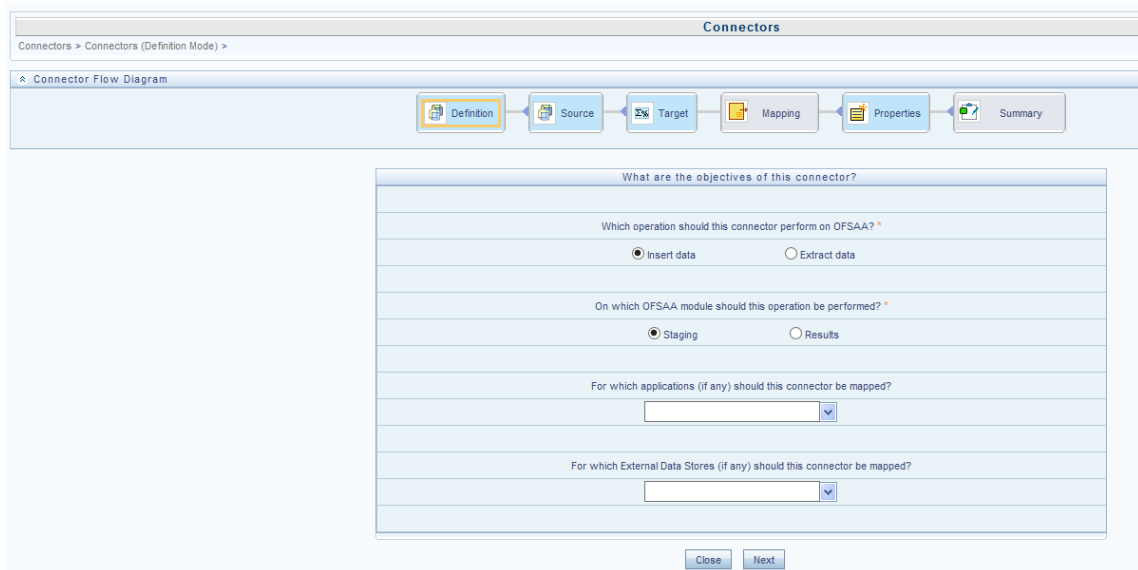 Connectors
Connectors > Connectors (Definition Mode) >
Connector Flow Diagram
Definition Source Σ% Target Mapping Properties Summary
What are the objectives of this connector?
Which operation should this connector perform on OFSAA? *
Insert data Extract data
On which OFSAA module should this operation be performed? *
Staging Results
For which applications (if any) should this connector be mapped?
For which External Data Stores (if any) should this connector be mapped?
Close Next